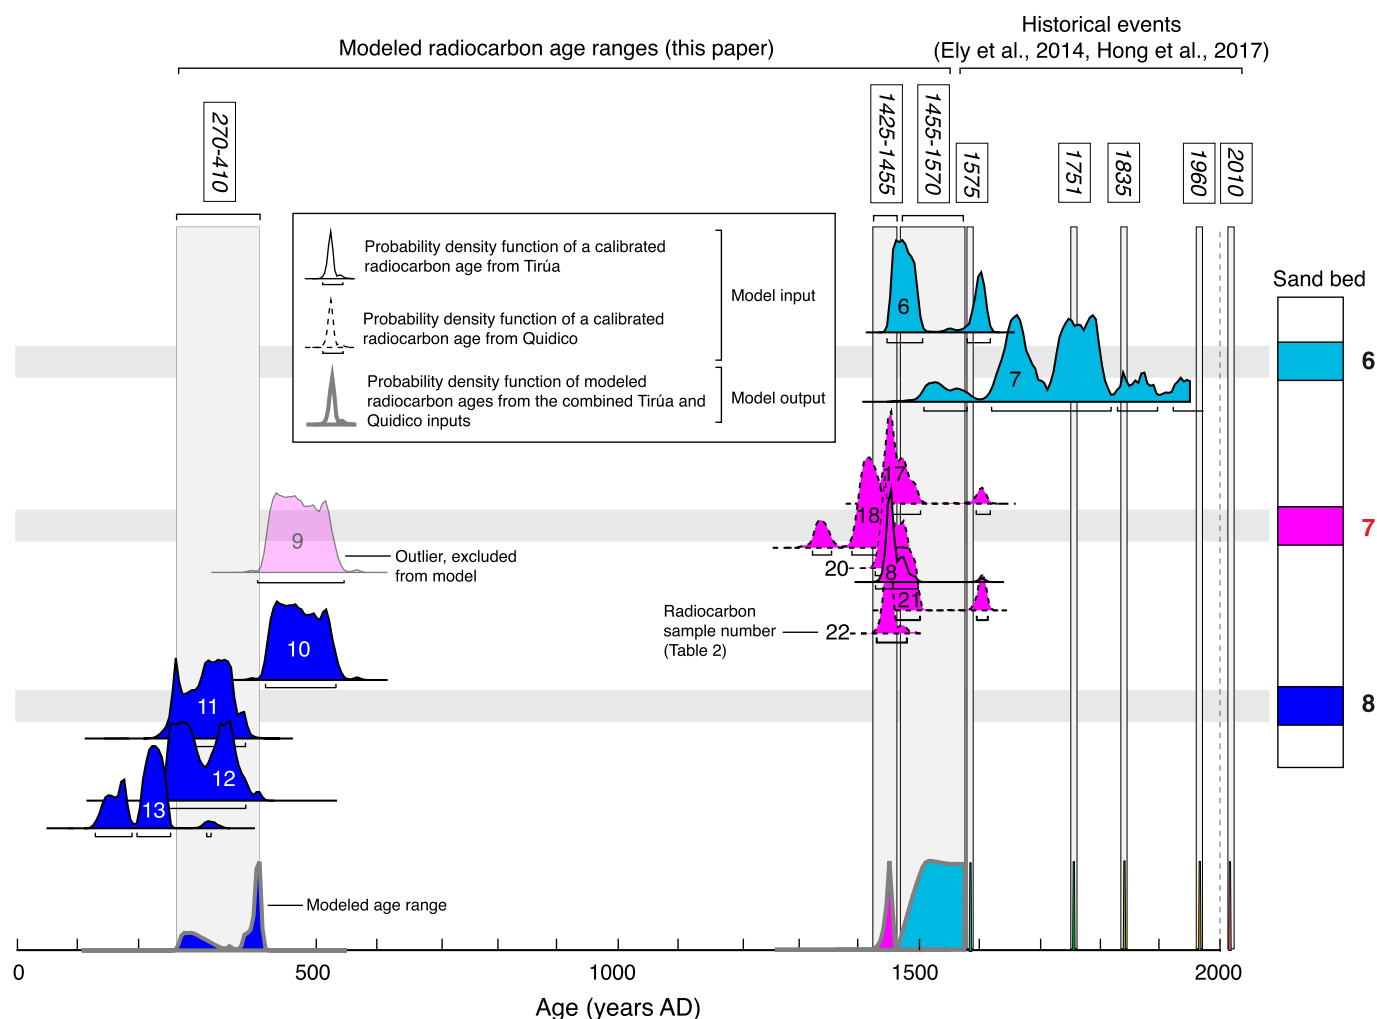 Historical events
Modeled radiocarbon age ranges (this paper)
(Ely et al., 2014, Hong et al., 2017)
270-410
1425-1455
1455-1570
1575
1751
1835
1960
2010
Probability density function of a calibrated
radiocarbon age from Tirúa
Probability density function of a calibrated
radiocarbon age from Quidico
Model input
Probability density function of modeled
radiocarbon ages from the combined Tirúa and
Quidico inputs
Model output
Sand bed
6
6
7
7
17
18
9
Outlier, excluded
from model
20
8
21
Radiocarbon
sample number
(Table 2)
22
10
11
8
12
13
Modeled age range
0
500
1000
1500
2000
Age (years AD)